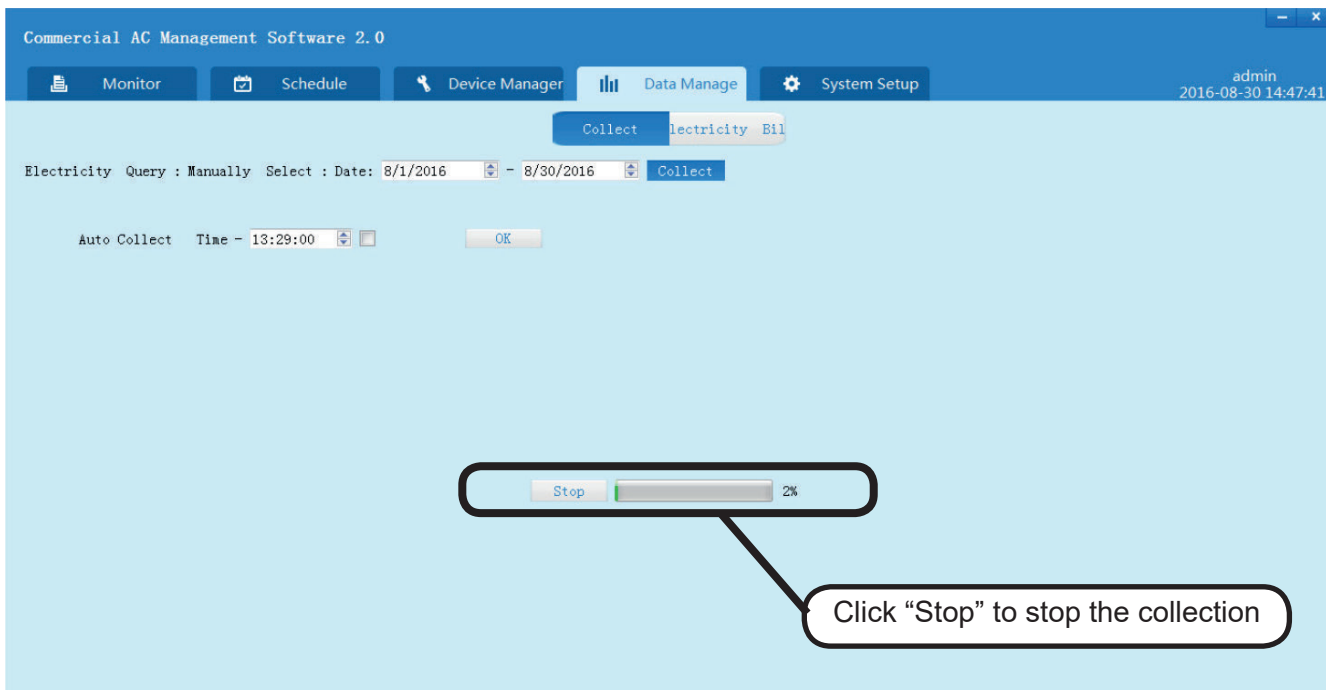 Commercial AC Management Software 2.0
Monitor Schedule Device Manager Data Manage System Setup
admin
2016-08-30 14:47:41
Collect lectricity Bil
Electricity Query : Manually Select : Date: 8/1/2016 - 8/30/2016 Collect
Auto Collect Time - 13:29:00 OK
Stop 2%
Click “Stop” to stop the collection